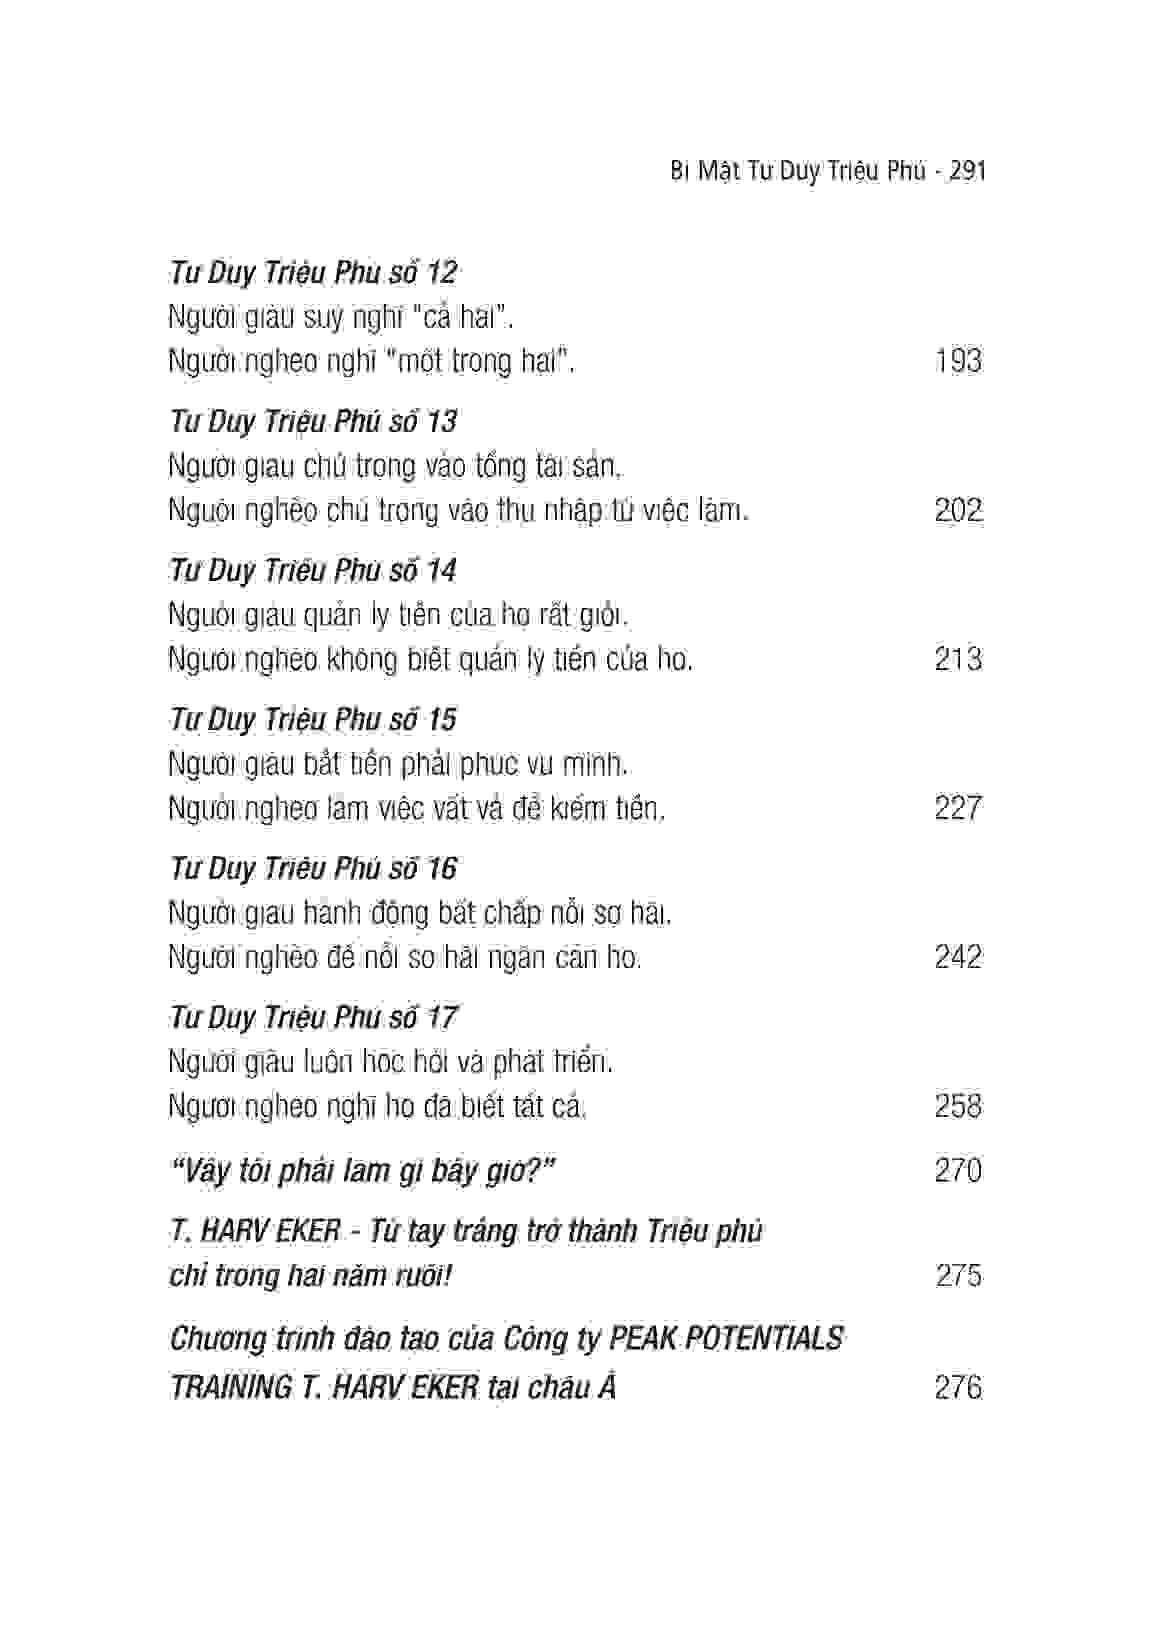 Bí Mật Tư Duy Triệu Phú - 291
Tư Duy Triệu Phú số 12
Người giàu suy nghĩ "cả hai".
Người nghèo nghĩ "một trong hai". 193
Tư Duy Triệu Phú số 13
Người giàu chú trọng vào tổng tài sản.
Người nghèo chú trọng vào thu nhập từ việc làm. 202
Tư Duy Triệu Phú số 14
Người giàu quản lý tiền của họ rất giỏi.
Người nghèo không biết quản lý tiền của họ. 213
Tư Duy Triệu Phú số 15
Người giàu bắt tiền phải phục vụ mình.
Người nghèo làm việc vất vả để kiếm tiền. 227
Tư Duy Triệu Phú số 16
Người giàu hành động bất chấp nỗi sợ hãi.
Người nghèo để nỗi sợ hãi ngăn cản họ. 242
Tư Duy Triệu Phú số 17
Người giàu luôn học hỏi và phát triển.
Người nghèo nghĩ họ đã biết tất cả. 258
“Vậy tôi phải làm gì bây giờ?” 270
T. HARV EKER - Từ tay trắng trở thành Triệu phú
chỉ trong hai năm rưỡi! 275
Chương trình đào tạo của Công ty PEAK POTENTIALS
TRAINING T. HARV EKER tại châu Á 276